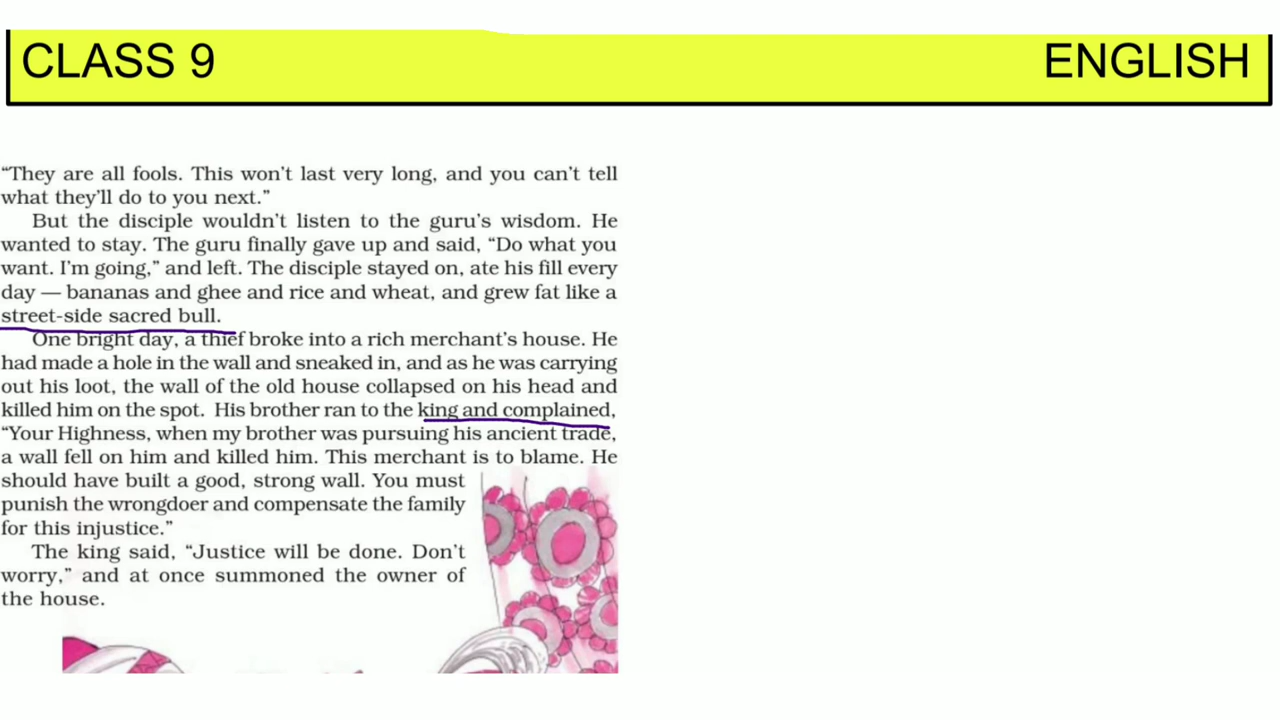 CLASS 9 ENGLISH
“They are all fools. This won’t last very long, and you can’t tell
what they’ll do to you next.”
But the disciple wouldn’t listen to the guru’s wisdom. He
wanted to stay. The guru finally gave up and said, “Do what you
want. I’m going,” and left. The disciple stayed on, ate his fill every
day — bananas and ghee and rice and wheat, and grew fat like a
street-side sacred bull.
One bright day, a thief broke into a rich merchant’s house. He
had made a hole in the wall and sneaked in, and as he was carrying
out his loot, the wall of the old house collapsed on his head and
killed him on the spot. His brother ran to the king and complained,
“Your Highness, when my brother was pursuing his ancient trade,
a wall fell on him and killed him. This merchant is to blame. He
should have built a good, strong wall. You must
punish the wrongdoer and compensate the family
for this injustice.”
The king said, “Justice will be done. Don’t
worry,” and at once summoned the owner of
the house.